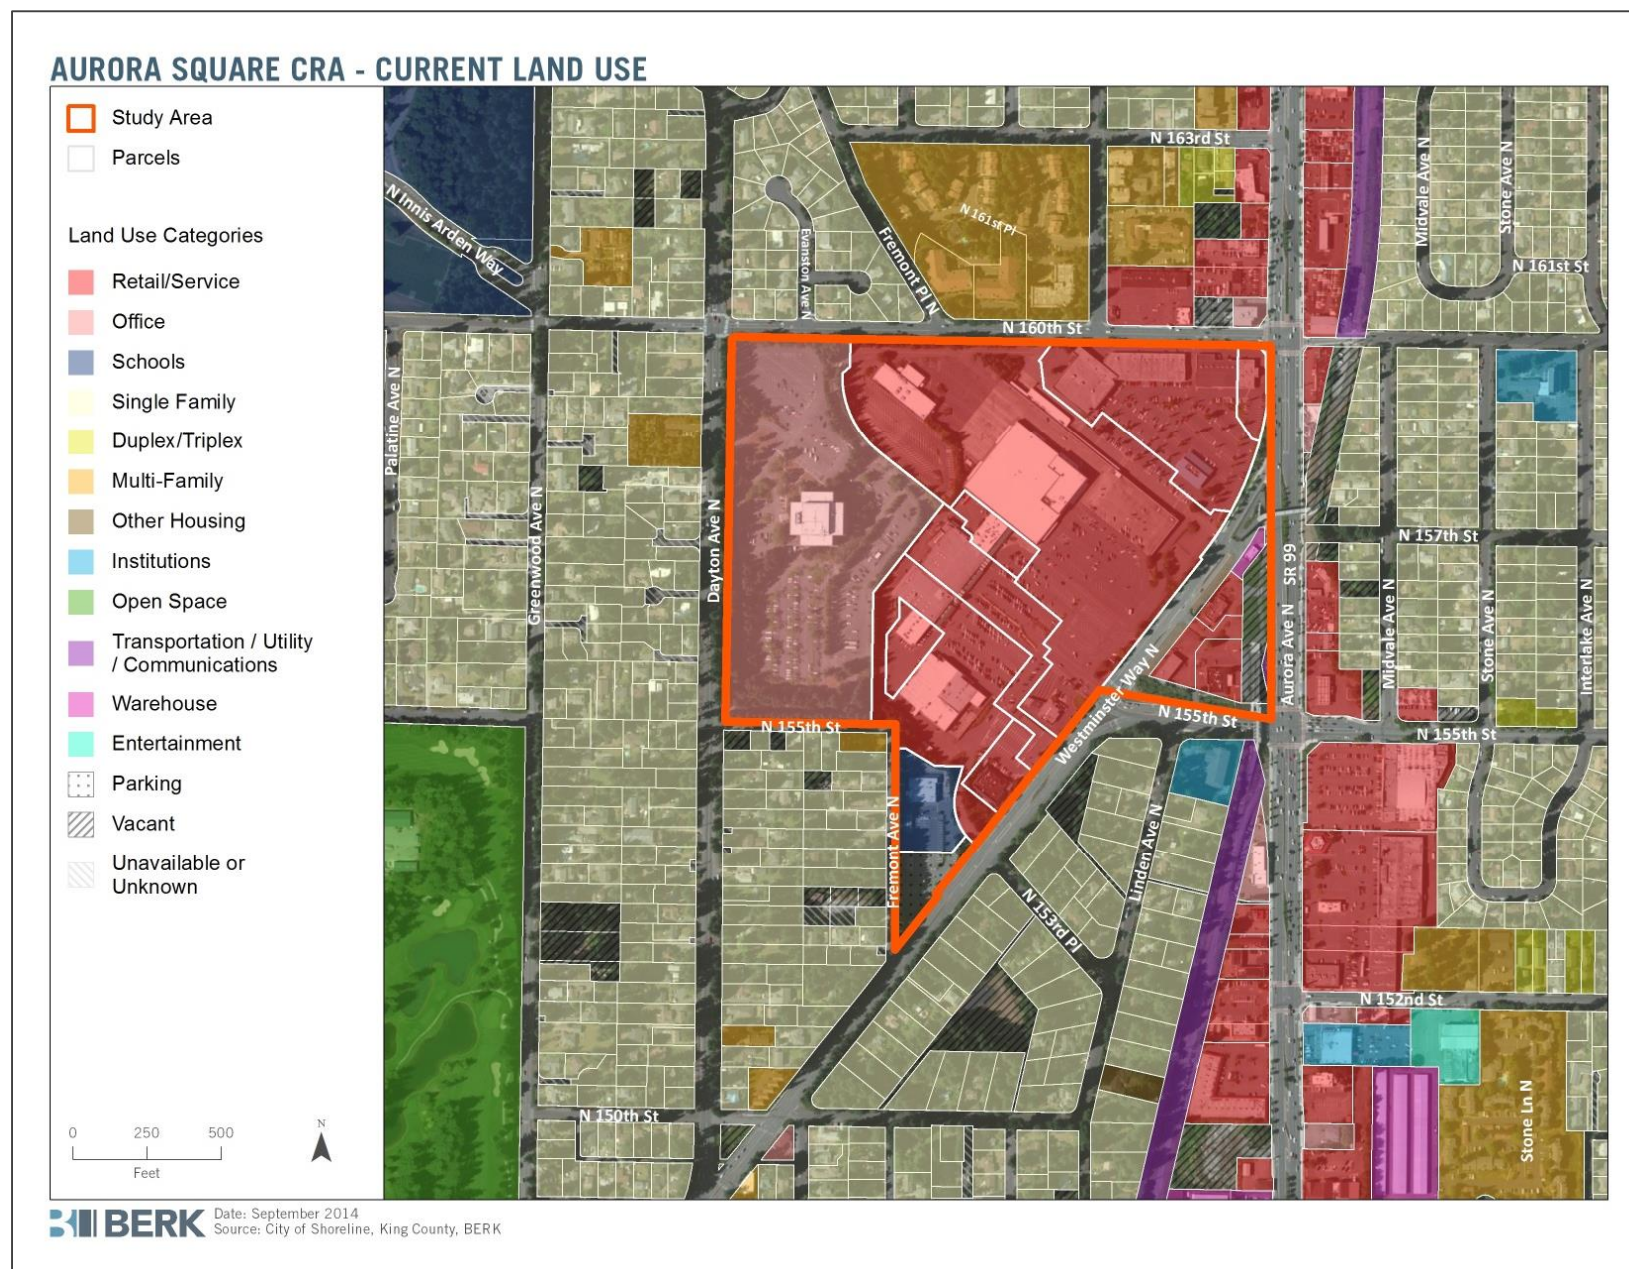 AURORA SQUARE CRA - CURRENT LAND USE
Study Area
Parcels
Land Use Categories
Retail/Service
Office
Schools
Single Family
Duplex/Triplex
Multi-Family
Other Housing
Institutions
Open Space
Transportation / Utility
/ Communications
Warehouse
Entertainment
Parking
Vacant
Unavailable or
Unknown
0 250 500
Feet
N
N Innis Arden Way
N 163rd St
N 161st Pl
Fremont Pl N
Evanston Ave N
Midvale Ave N
Stone Ave N
N 161st St
N 160th St
Palatine Ave N
Greenwood Ave N
Dayton Ave N
N 157th St
Aurora Ave N SR 99
Midvale Ave N
Stone Ave N
Interlake Ave N
Westminster Way N
N 155th St
N 155th St
N 155th St
Fremont Ave N
Linden Ave N
N 153rd Pl
N 152nd St
Stone Ln N
N 150th St
BERK
Date: September 2014
Source: City of Shoreline, King County, BERK